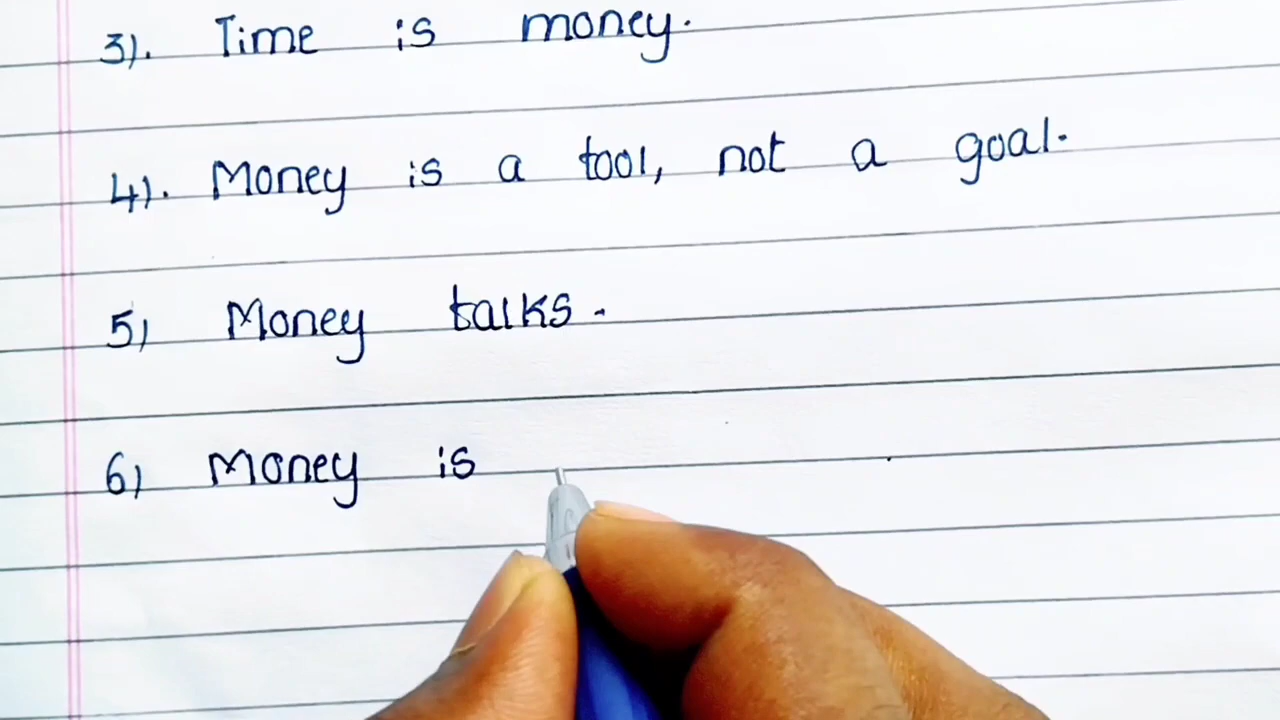 3). Time is money.
4). Money is a tool, not a goal.
5) Money talks.
6) Money is